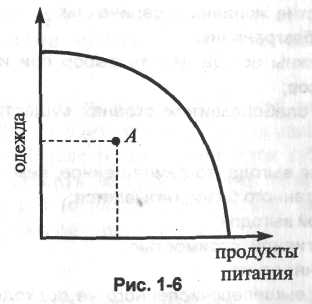 одежда
A
продукты
питания
Рис. 1-6